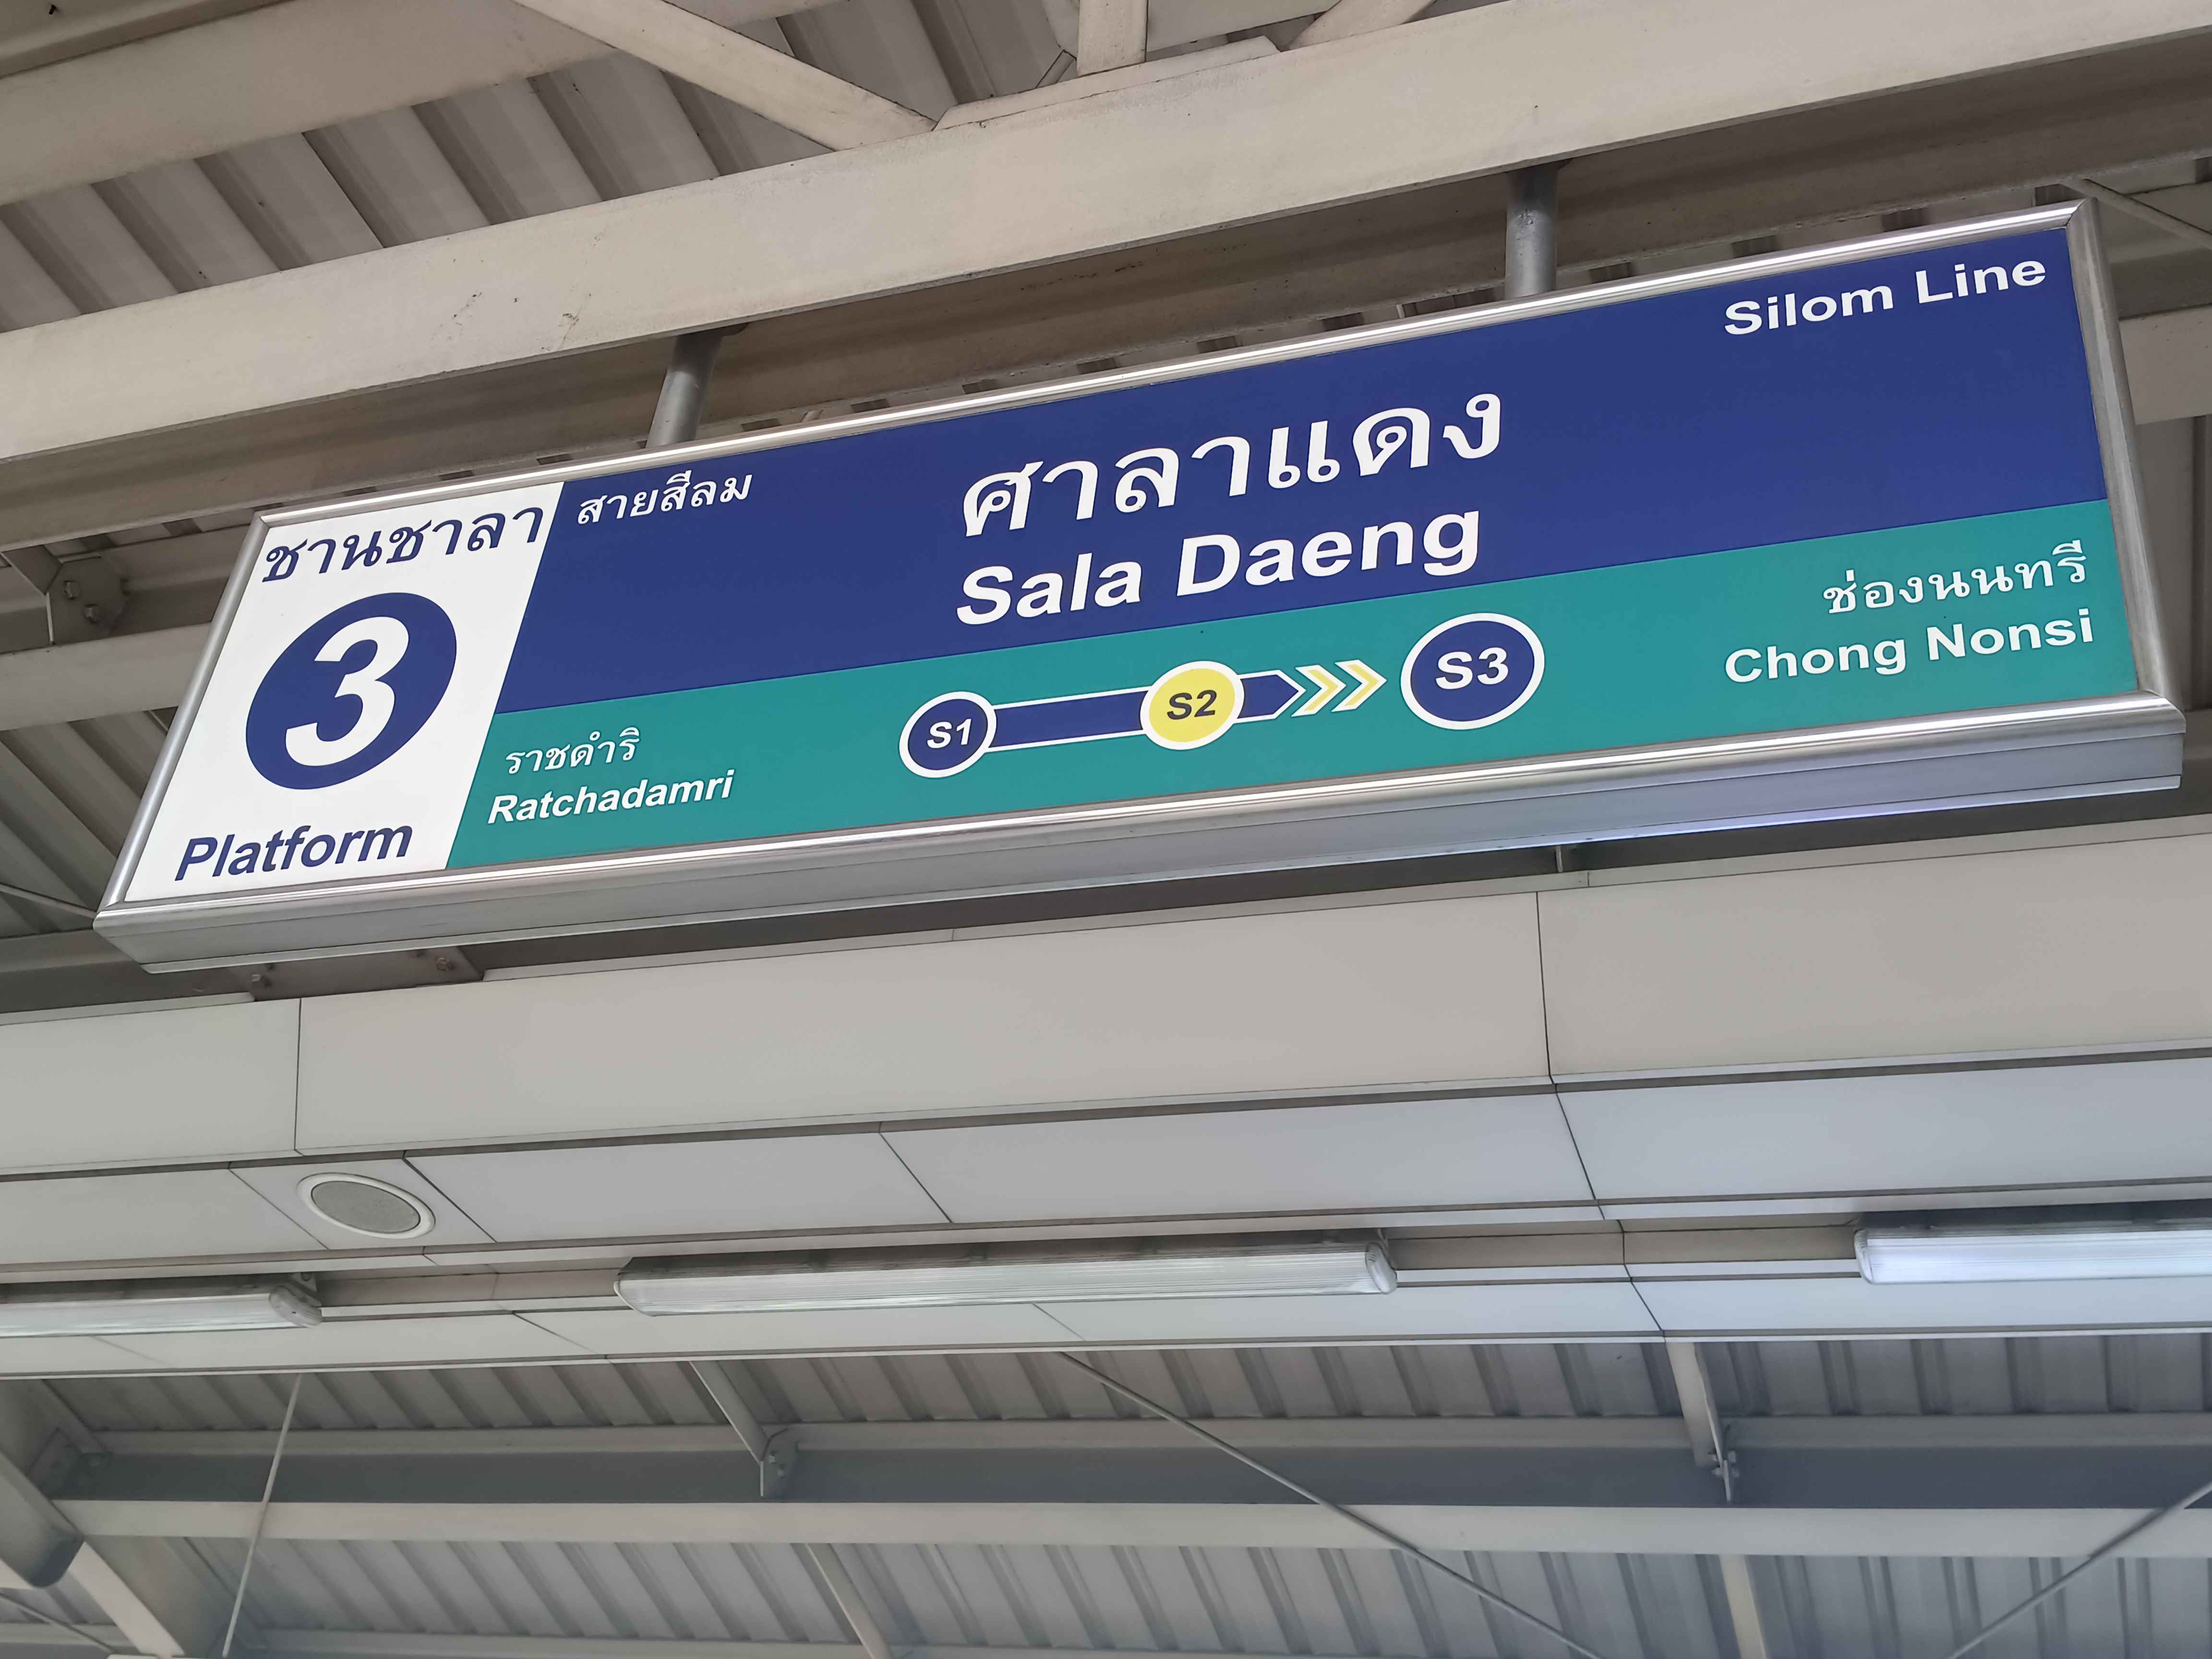 ชานชาลา
3
Platform
สายสีลม
Silom Line
ศาลาแดง
Sala Daeng
ราชดำริ
Ratchadamri
S1
S2
S3
ช่องนนทรี
Chong Nonsi